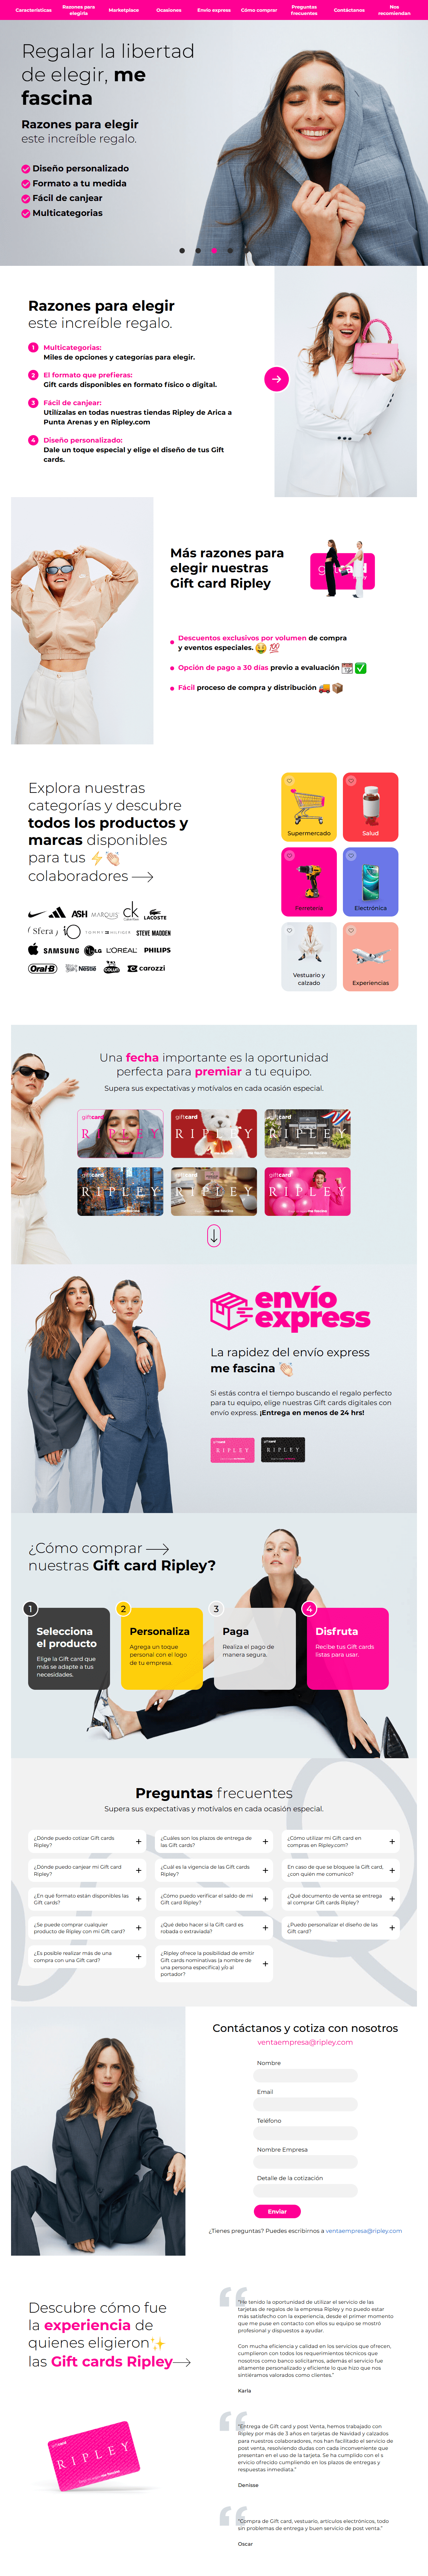 Características
Razones para
elegirla
Marketplace
Ocasiones
Envío express
Cómo comprar
Preguntas
frecuentes
Contáctanos
Nos
recomiendan
Regalar la libertad
de elegir, me
fascina
Razones para elegir
este increíble regalo.
Diseño personalizado
Formato a tu medida
Fácil de canjear
Multicategorias
Razones para elegir
este increíble regalo.
1 Multicategorias:
Miles de opciones y categorías para elegir.
2 El formato que prefieras:
Gift cards disponibles en formato físico o digital.
3 Fácil de canjear:
Utilízalas en todas nuestras tiendas Ripley de Arica a
Punta Arenas y en Ripley.com
4 Diseño personalizado:
Dale un toque especial y elige el diseño de tus Gift
cards.
Más razones para
elegir nuestras
Gift card Ripley
Descuentos exclusivos por volumen de compra
y eventos especiales. 🤑 💯
Opción de pago a 30 días previo a evaluación 📆 ✅
Fácil proceso de compra y distribución 🚚 📦
Explora nuestras
categorías y descubre
todos los productos y
marcas disponibles
para tus ⚡👏🏻
colaboradores
ASH MARQUIS ck LACOSTE
Sfera iO TOMMY HILFIGER STEVE MADDEN
SAMSUNG LG L'ORÉAL PHILIPS
Oral-B Nestle COLUN carozzi
Supermercado
Salud
Ferretería
Electrónica
Vestuario y
calzado
Experiencias
Una fecha importante es la oportunidad
perfecta para premiar a tu equipo.
Supera sus expectativas y motívalos en cada ocasión especial.
giftcard
RIPLEY
giftcard
RIPLEY
giftcard
RIPLEY
giftcard
RIPLEY
giftcard
RIPLEY
giftcard
RIPLEY
envío
express
La rapidez del envío express
me fascina 👏🏻
Si estás contra el tiempo buscando el regalo perfecto
para tu equipo, elige nuestras Gift cards digitales con
envío express. ¡Entrega en menos de 24 hrs!
giftcard
RIPLEY
giftcard
RIPLEY
¿Cómo comprar
nuestras Gift card Ripley?
1
Selecciona
el producto
Elige la Gift card que
más se adapte a tus
necesidades.
2
Personaliza
Agrega un toque
personal con el logo
de tu empresa.
3
Paga
Realiza el pago de
manera segura.
4
Disfruta
Recibe tus Gift cards
listas para usar.
Preguntas frecuentes
Supera sus expectativas y motívalos en cada ocasión especial.
¿Dónde puedo cotizar Gift cards
Ripley?
¿Cuáles son los plazos de entrega de
las Gift cards?
¿Cómo utilizar mi Gift card en
compras en Ripley.com?
¿Dónde puedo canjear mi Gift card
Ripley?
¿Cuál es la vigencia de las Gift cards
Ripley?
En caso de que se bloquee la Gift card,
¿con quién me comunico?
¿En qué formato están disponibles las
Gift cards?
¿Cómo puedo verificar el saldo de mi
Gift card Ripley?
¿Qué documento de venta se entrega
al comprar Gift cards Ripley?
¿Se puede comprar cualquier
producto de Ripley con mi Gift card?
¿Qué debo hacer si la Gift card es
robada o extraviada?
¿Puedo personalizar el diseño de las
Gift card?
¿Es posible realizar más de una
compra con una Gift card?
¿Ripley ofrece la posibilidad de emitir
Gift cards nominativas (a nombre de
una persona específica) y/o al
portador?
Contáctanos y cotiza con nosotros
ventaempresa@ripley.com
Nombre
Email
Teléfono
Nombre Empresa
Detalle de la cotización
Enviar
¿Tienes preguntas? Puedes escribirnos a ventaempresa@ripley.com
Descubre cómo fue
la experiencia de
quienes eligieron✨
las Gift cards Ripley
giftcard
RIPLEY
"He tenido la oportunidad de utilizar el servicio de las
tarjetas de regalos de la empresa Ripley y no puedo estar
más satisfecho con la experiencia, desde el primer momento
que me puse en contacto con ellos su equipo se mostró
profesional y dispuestos a ayudar.
Con mucha eficiencia y calidad en los servicios que ofrecen,
cumplieron con todos los requerimientos técnicos que
nosotros como banco solicitamos, además el servicio fue
altamente personalizado y eficiente lo que hizo que nos
sintiéramos valorados como clientes."
Karla
"Entrega de Gift card y post Venta, hemos trabajado con
Ripley por más de 3 años en tarjetas de Navidad y calzados
para nuestros colaboradores, nos han facilitado el servicio de
post venta, resolviendo dudas con cada inconveniente que
presentan en el uso de la tarjeta. Se ha cumplido con el s
ervicio ofrecido cumpliendo en los plazos de entregas y
respuestas inmediata."
Denisse
"Compra de Gift card, vestuario, artículos electrónicos, todo
sin problemas de entrega y buen servicio de post venta."
Oscar